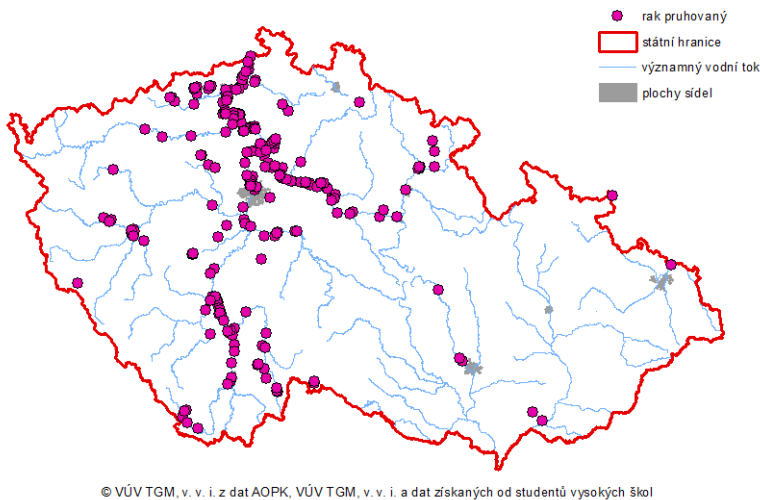 rak pruhovaný
státní hranice
významný vodní tok
plochy sídel
© VÚV TGM, v. v. i. z dat AOPK, VÚV TGM, v. v. i. a dat získaných od studentů vysokých škol